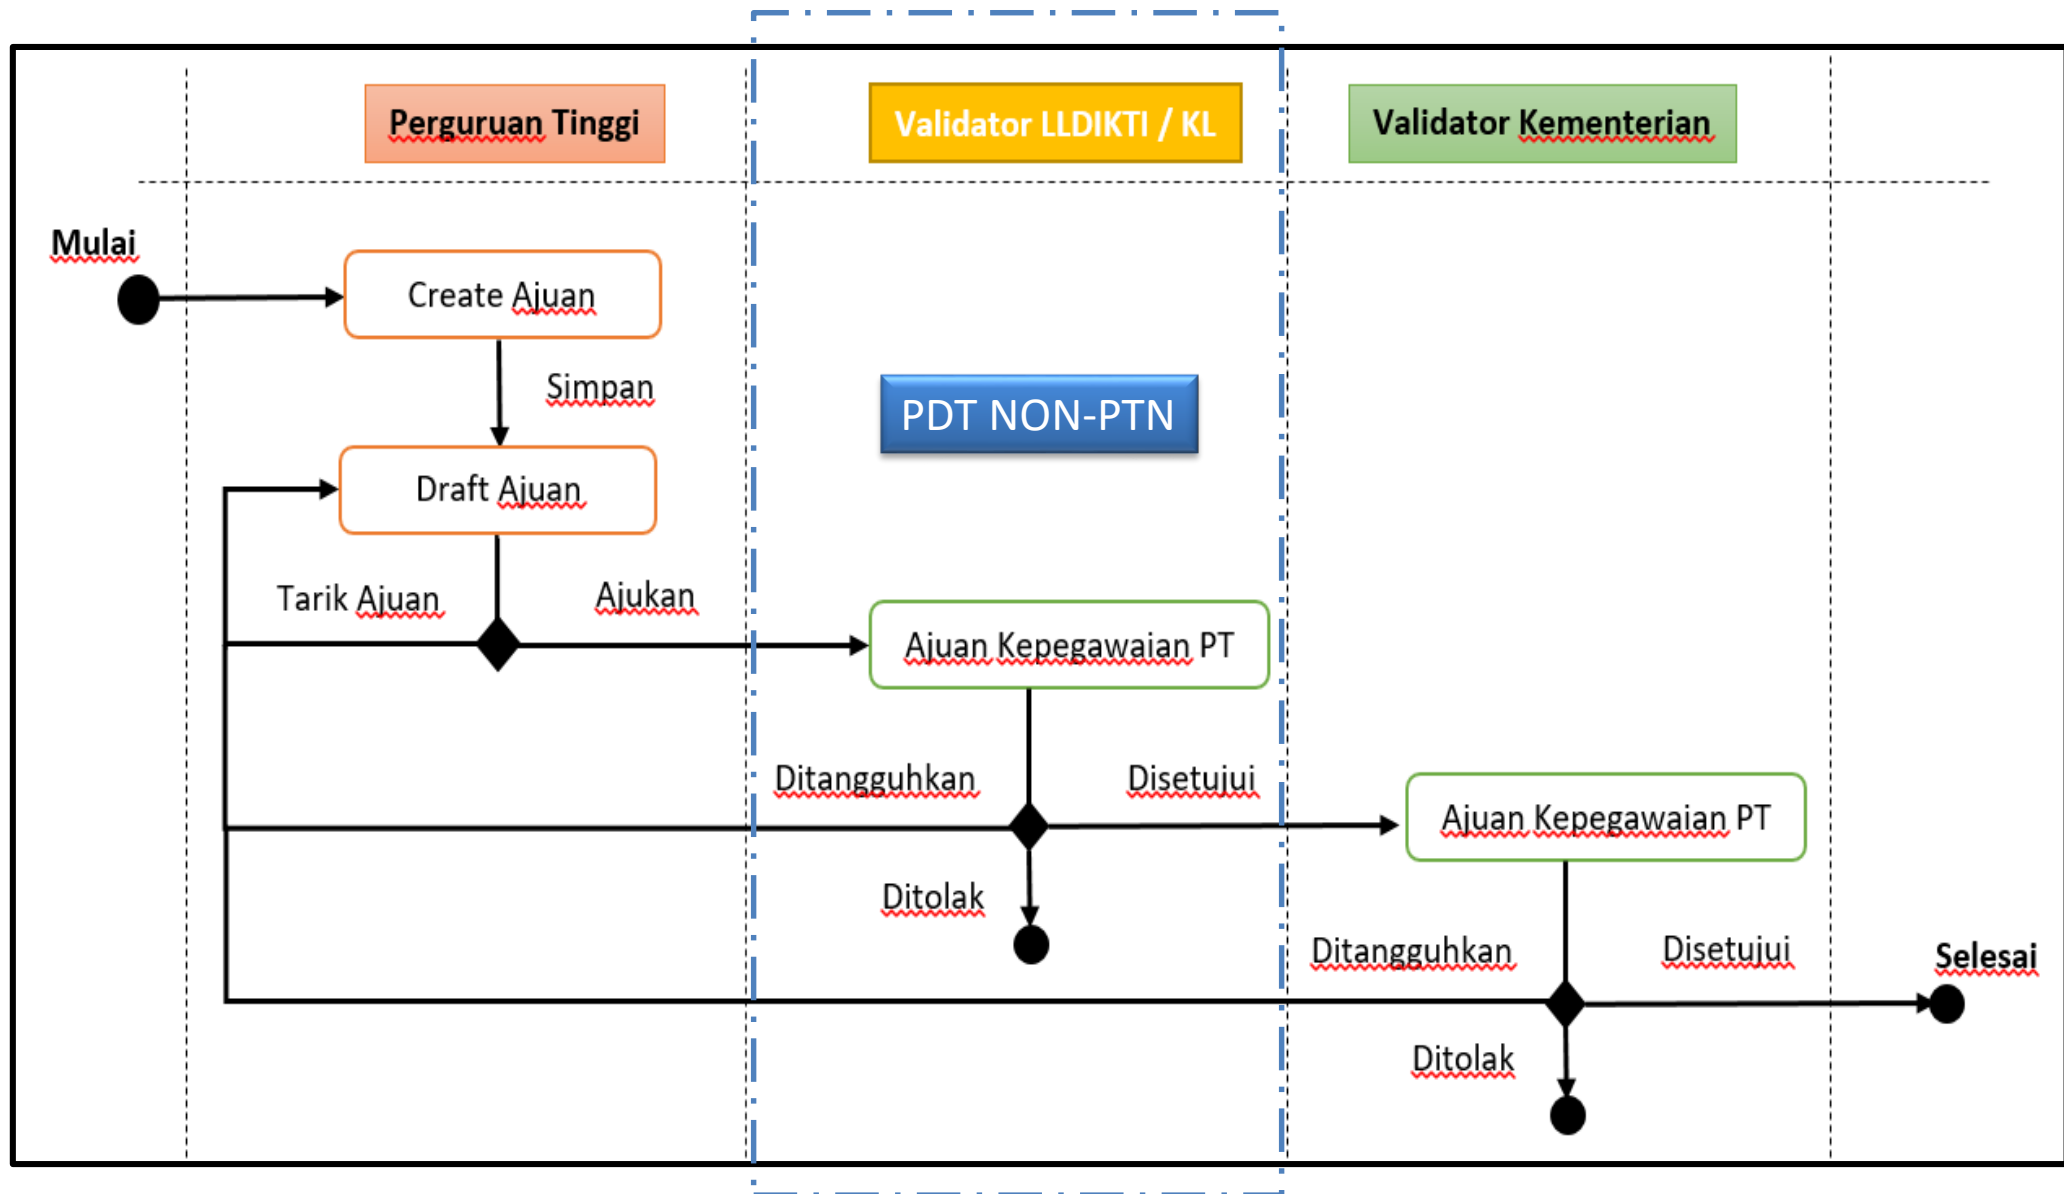 Perguruan Tinggi
Validator LLDIKTI / KL
Validator Kementerian
Mulai
Create Ajuan
Simpan
PDT NON-PTN
Draft Ajuan
Tarik Ajuan
Ajukan
Ajuan Kepegawaian PT
Ditangguhkan
Disetujui
Ajuan Kepegawaian PT
Ditolak
Ditangguhkan
Disetujui
Selesai
Ditolak